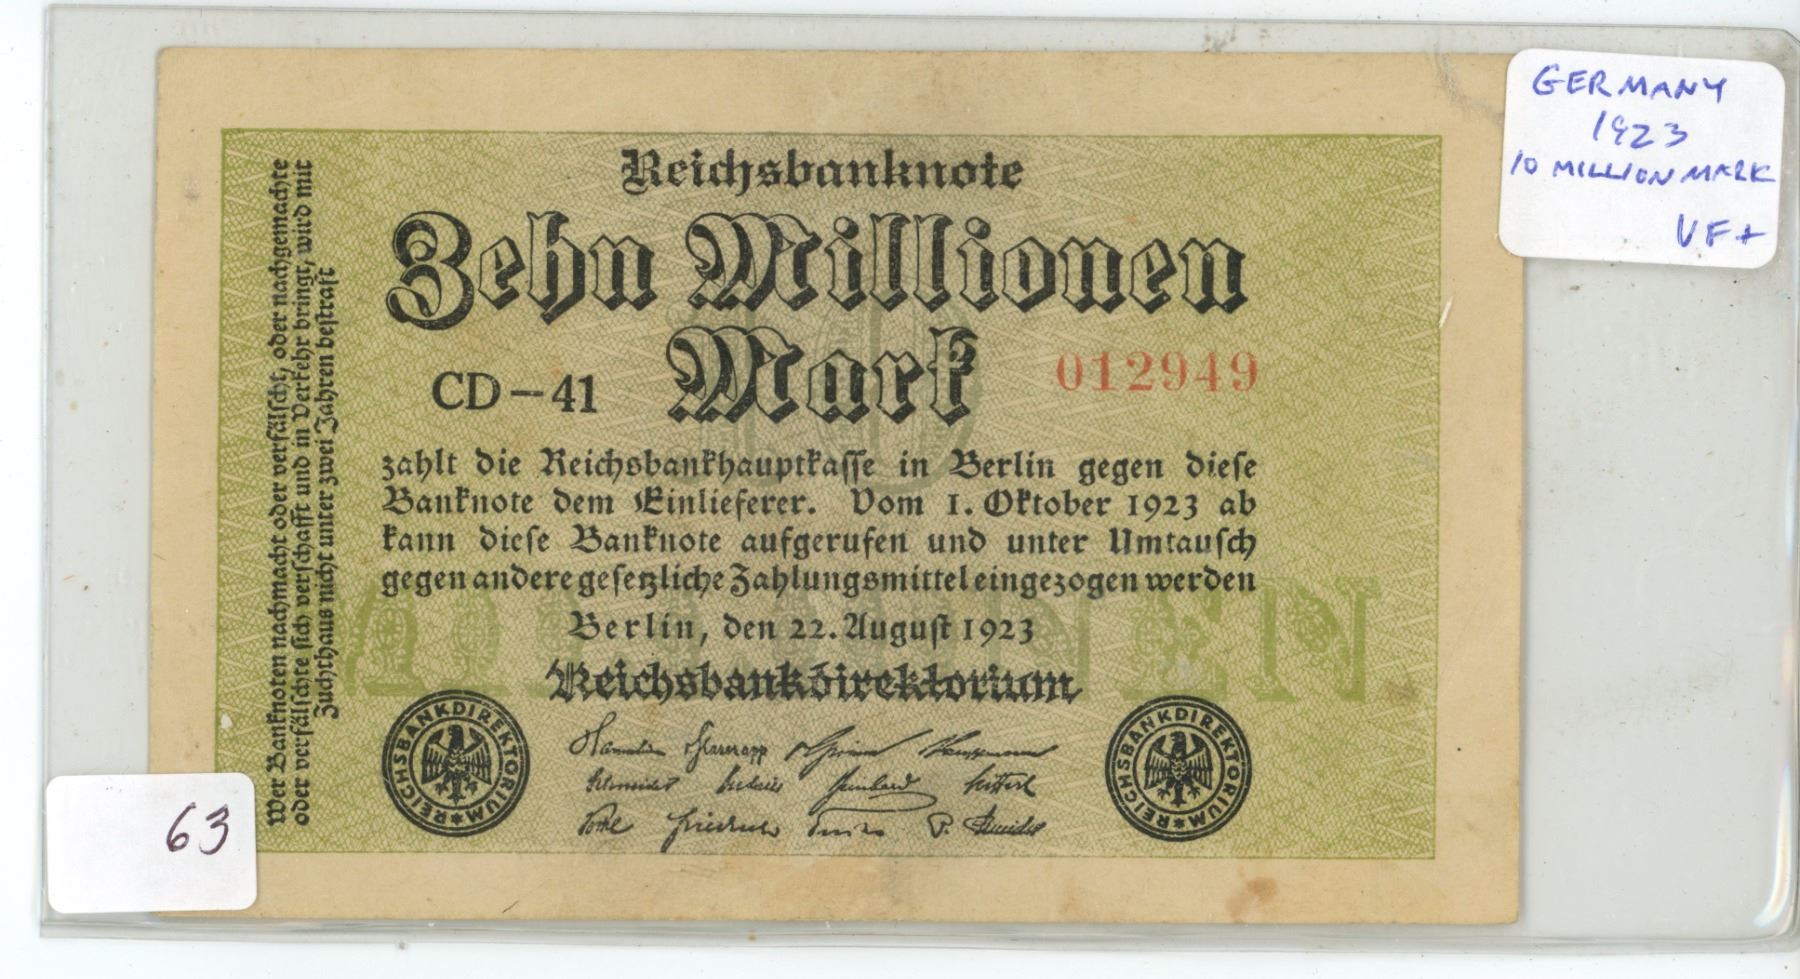 GERMANY
1923
10 MILLION MARK
VF+
Reichsbanknote
Zehn Millionen
Mark
CD-41
012949
zahlt die Reichsbankhauptkasse in Berlin gegen diese
Banknote dem Einlieferer. Vom 1. Oktober 1923 ab
kann diese Banknote aufgerufen und unter Umtausch
gegen andere gesetzliche Zahlungsmittel eingezogen werden
Berlin, den 22. August 1923
Reichsbankdirektorium
Wer Banknoten nachmacht oder verfälscht, oder nachgemachte
oder verfälschte sich verschafft und in Verkehr bringt, wird mit
Zuchthaus nicht unter zwei Jahren bestraft
REICHSBANKDIREKTORIUM
REICHSBANKDIREKTORIUM
63